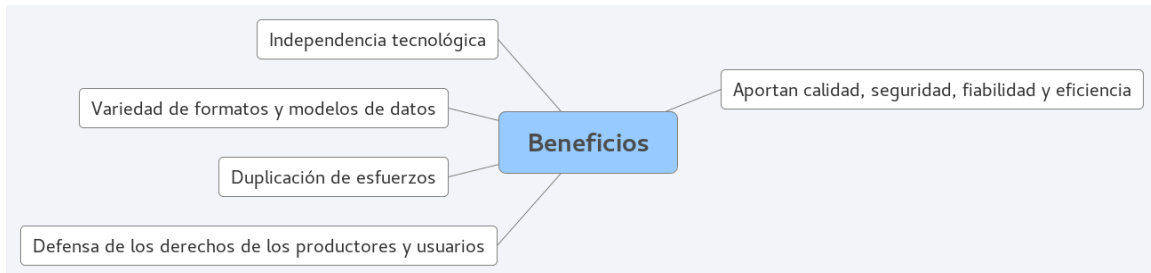 Independencia tecnológica
Variedad de formatos y modelos de datos
Duplicación de esfuerzos
Defensa de los derechos de los productores y usuarios
Beneficios
Aportan calidad, seguridad, fiabilidad y eficiencia